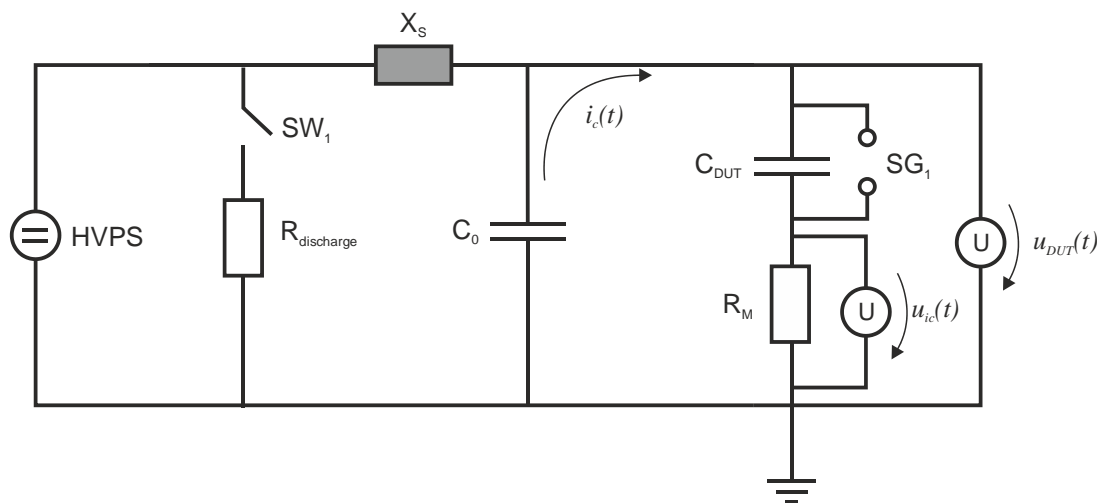 X_S
i_c(t)
SW_1
C_DUT
SG_1
HVPS
R_discharge
C_0
U
u_DUT(t)
R_M
U
u_ic(t)